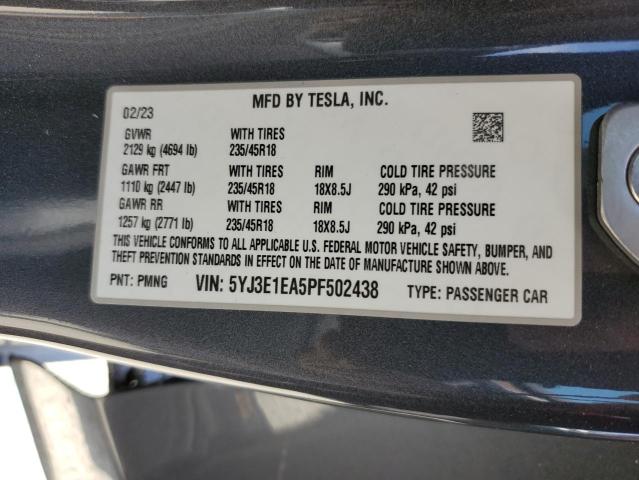 MFD BY TESLA, INC.
02/23
GVWR WITH TIRES
2129 kg (4694 lb) 235/45R18
GAWR FRT WITH TIRES RIM COLD TIRE PRESSURE
1110 kg (2447 lb) 235/45R18 18X8.5J 290 kPa, 42 psi
GAWR RR WITH TIRES RIM COLD TIRE PRESSURE
1257 kg (2771 lb) 235/45R18 18X8.5J 290 kPa, 42 psi
THIS VEHICLE CONFORMS TO ALL APPLICABLE U.S. FEDERAL MOTOR VEHICLE SAFETY, BUMPER, AND
THEFT PREVENTION STANDARDS IN EFFECT ON THE DATE OF MANUFACTURE SHOWN ABOVE.
PNT: PMNG VIN: 5YJ3E1EA5PF502438 TYPE: PASSENGER CAR